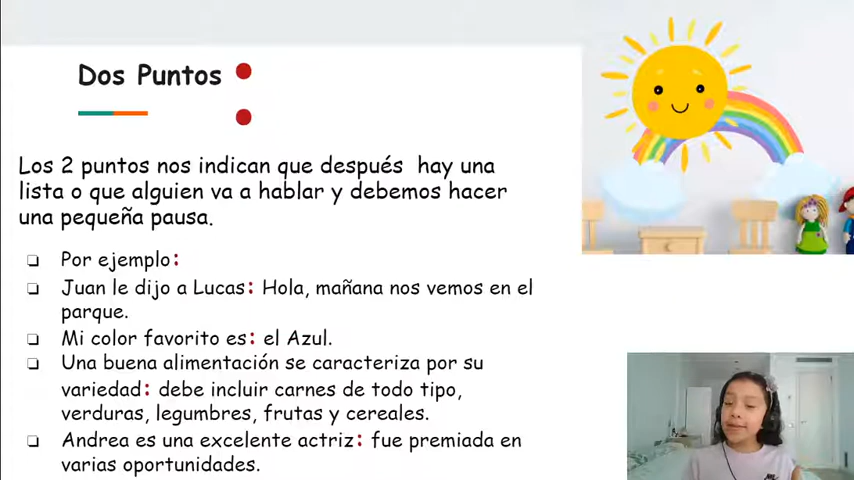 Dos Puntos :
Los 2 puntos nos indican que después hay una
lista o que alguien va a hablar y debemos hacer
una pequeña pausa.
Por ejemplo:
Juan le dijo a Lucas: Hola, mañana nos vemos en el
parque.
Mi color favorito es: el Azul.
Una buena alimentación se caracteriza por su
variedad: debe incluir carnes de todo tipo,
verduras, legumbres, frutas y cereales.
Andrea es una excelente actriz: fue premiada en
varias oportunidades.